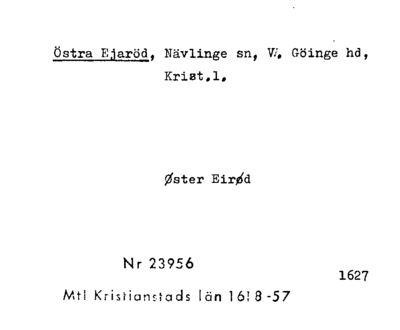 Östra Ejaröd, Nävlinge sn, V. Göinge hd,
Krist.l.
Øster Eirød
Nr 23956
1627
Mtl Kristianstads län 1618-57